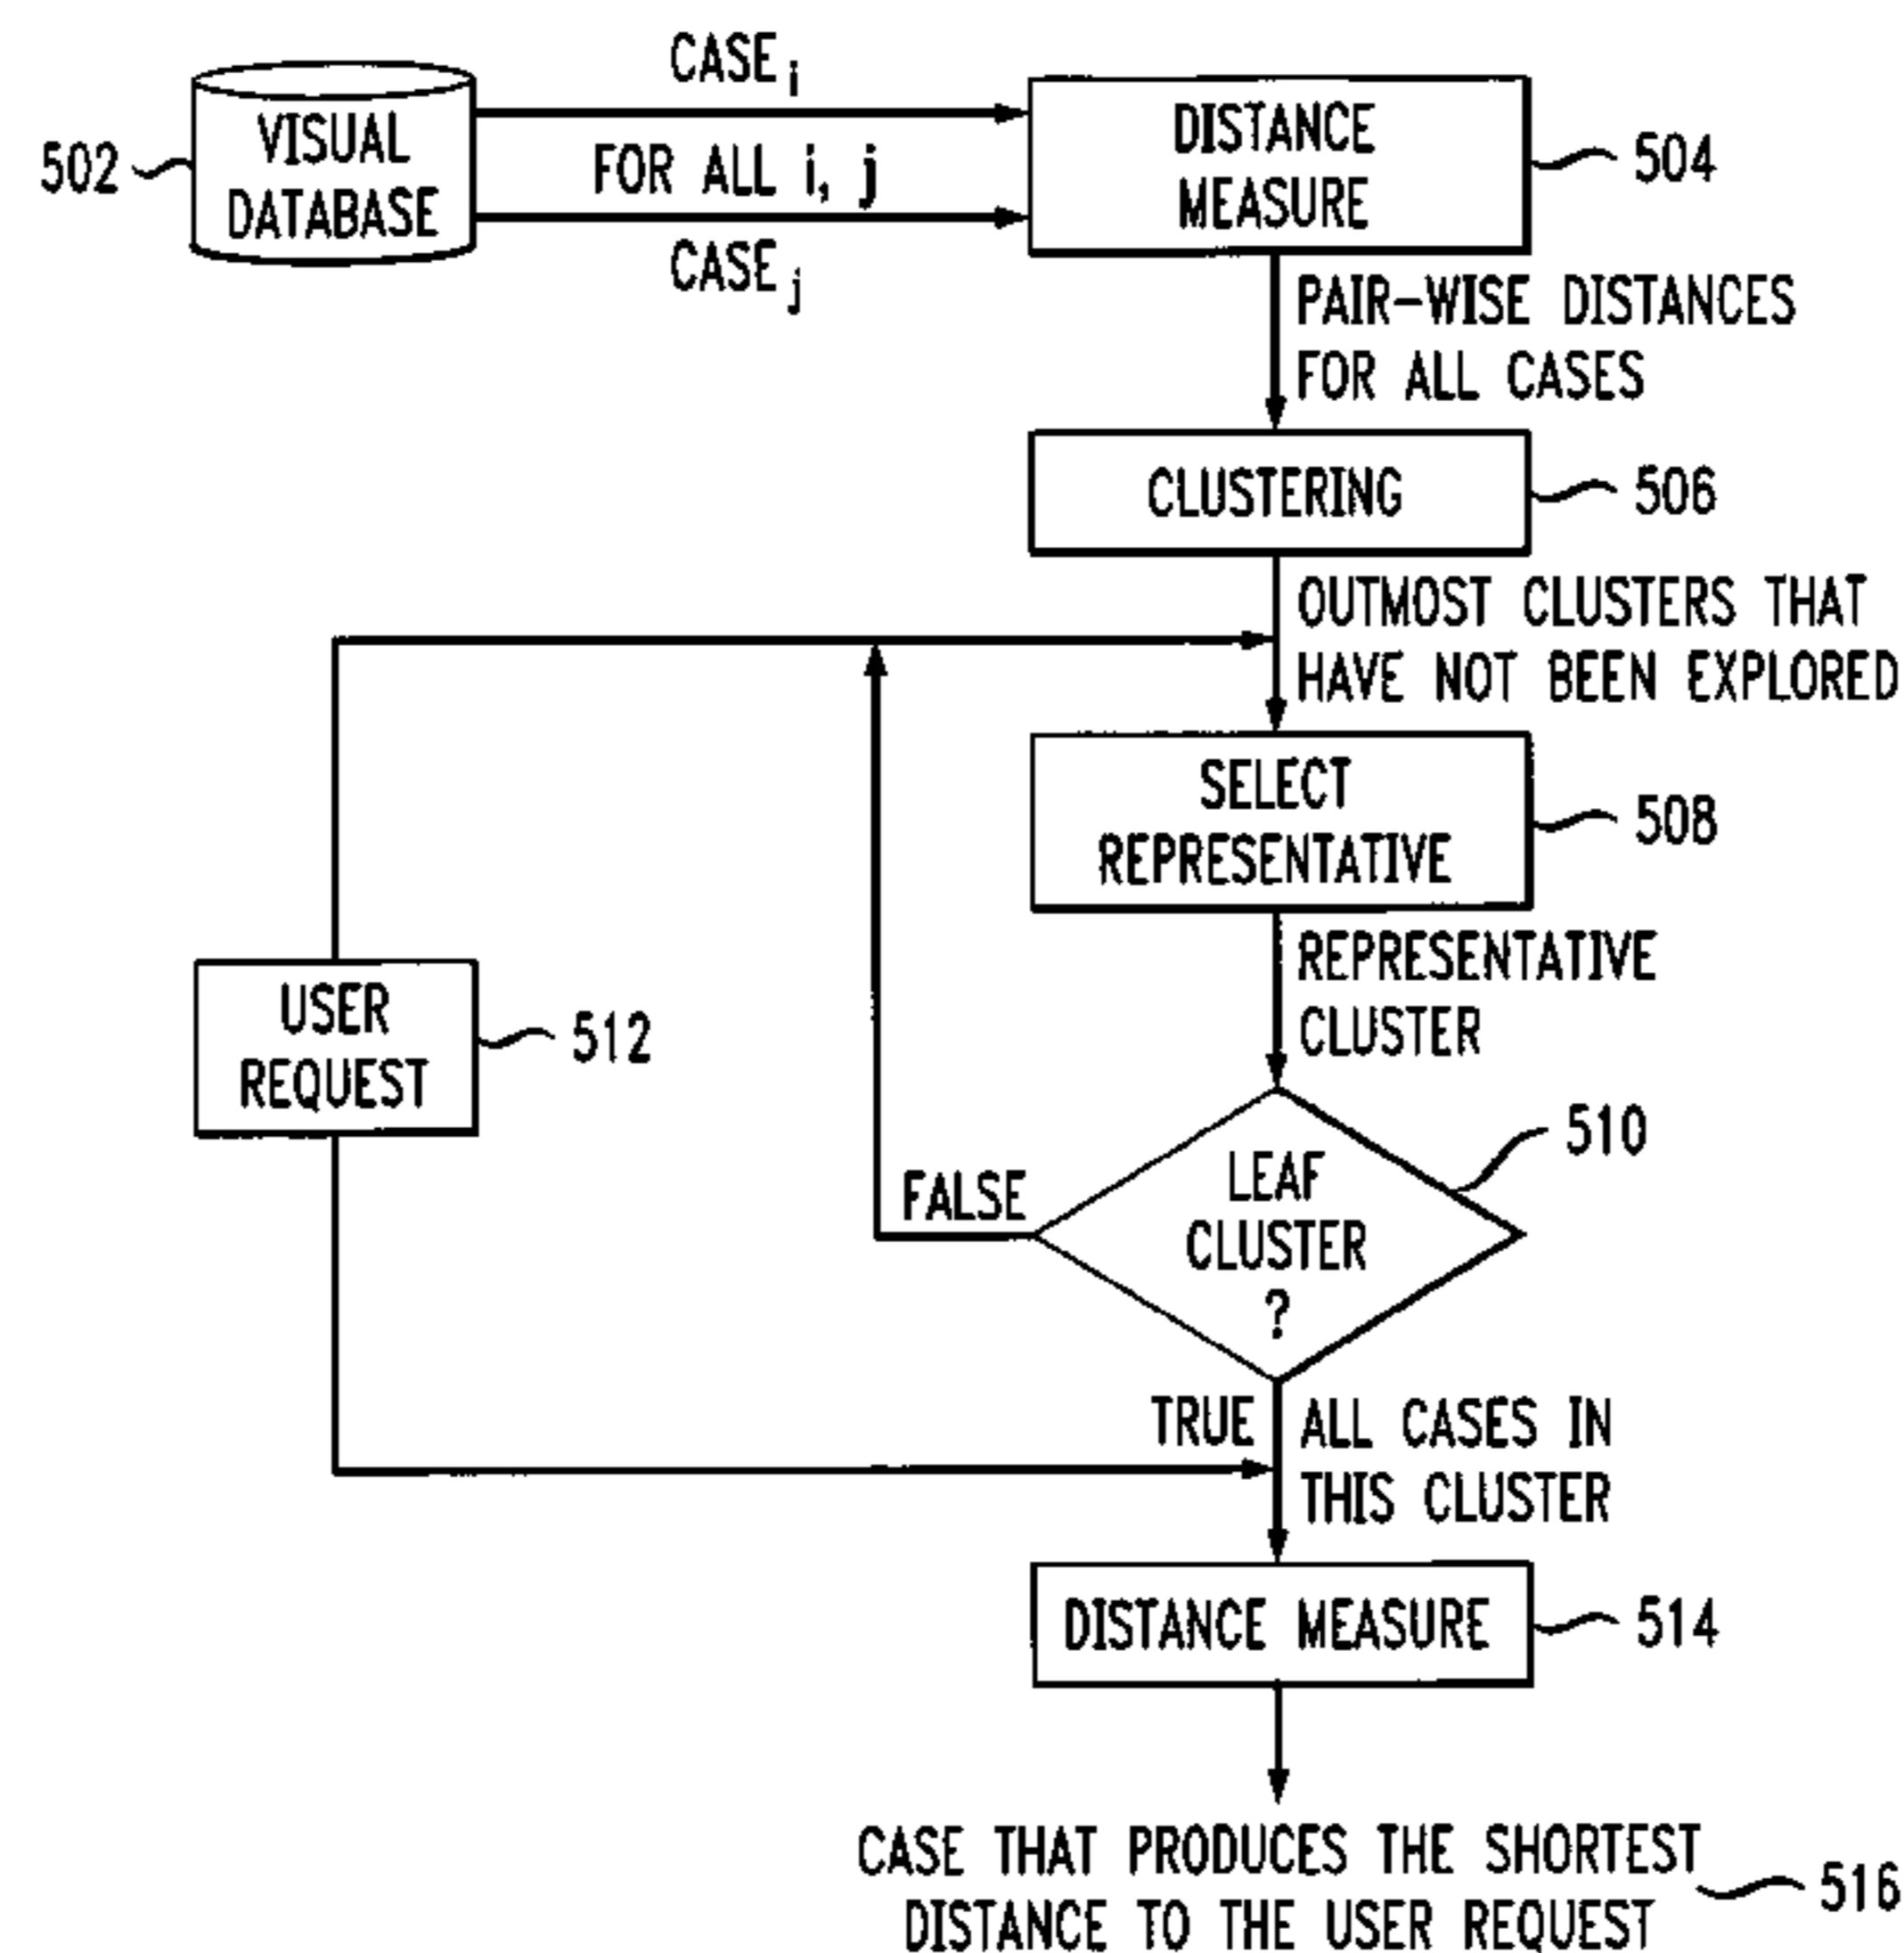 CASE i
502
VISUAL
DATABASE
FOR ALL i, j
CASE j
DISTANCE
MEASURE
504
PAIR-WISE DISTANCES
FOR ALL CASES
CLUSTERING
506
OUTMOST CLUSTERS THAT
HAVE NOT BEEN EXPLORED
SELECT
REPRESENTATIVE
508
REPRESENTATIVE
CLUSTER
USER
REQUEST
512
LEAF
CLUSTER
?
510
FALSE
TRUE
ALL CASES IN
THIS CLUSTER
DISTANCE MEASURE
514
CASE THAT PRODUCES THE SHORTEST
DISTANCE TO THE USER REQUEST
516